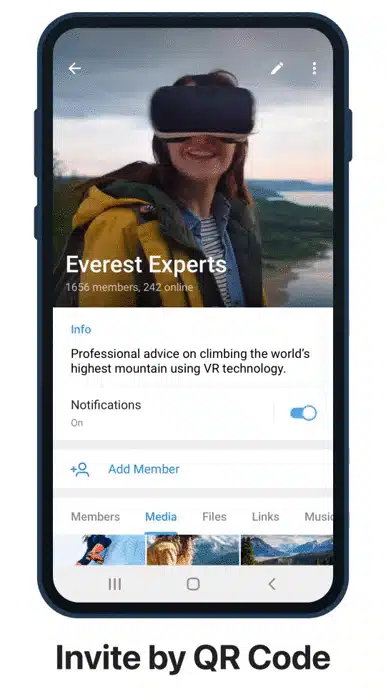 Everest Experts
1656 members, 242 online
Info
Professional advice on climbing the world's
highest mountain using VR technology.
Notifications
On
Add Member
Members Media Files Links Music
Invite by QR Code